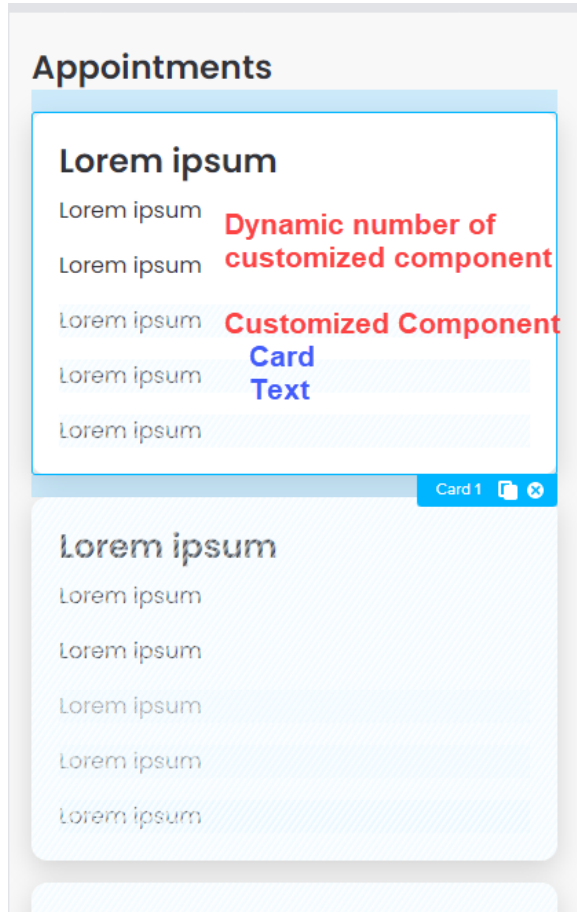 Appointments
Lorem ipsum
Lorem ipsum
Dynamic number of
customized component
Lorem ipsum
Lorem ipsum
Customized Component
Card
Lorem ipsum
Text
Lorem ipsum
Card 1
Lorem ipsum
Lorem ipsum
Lorem ipsum
Lorem ipsum
Lorem ipsum
Lorem ipsum